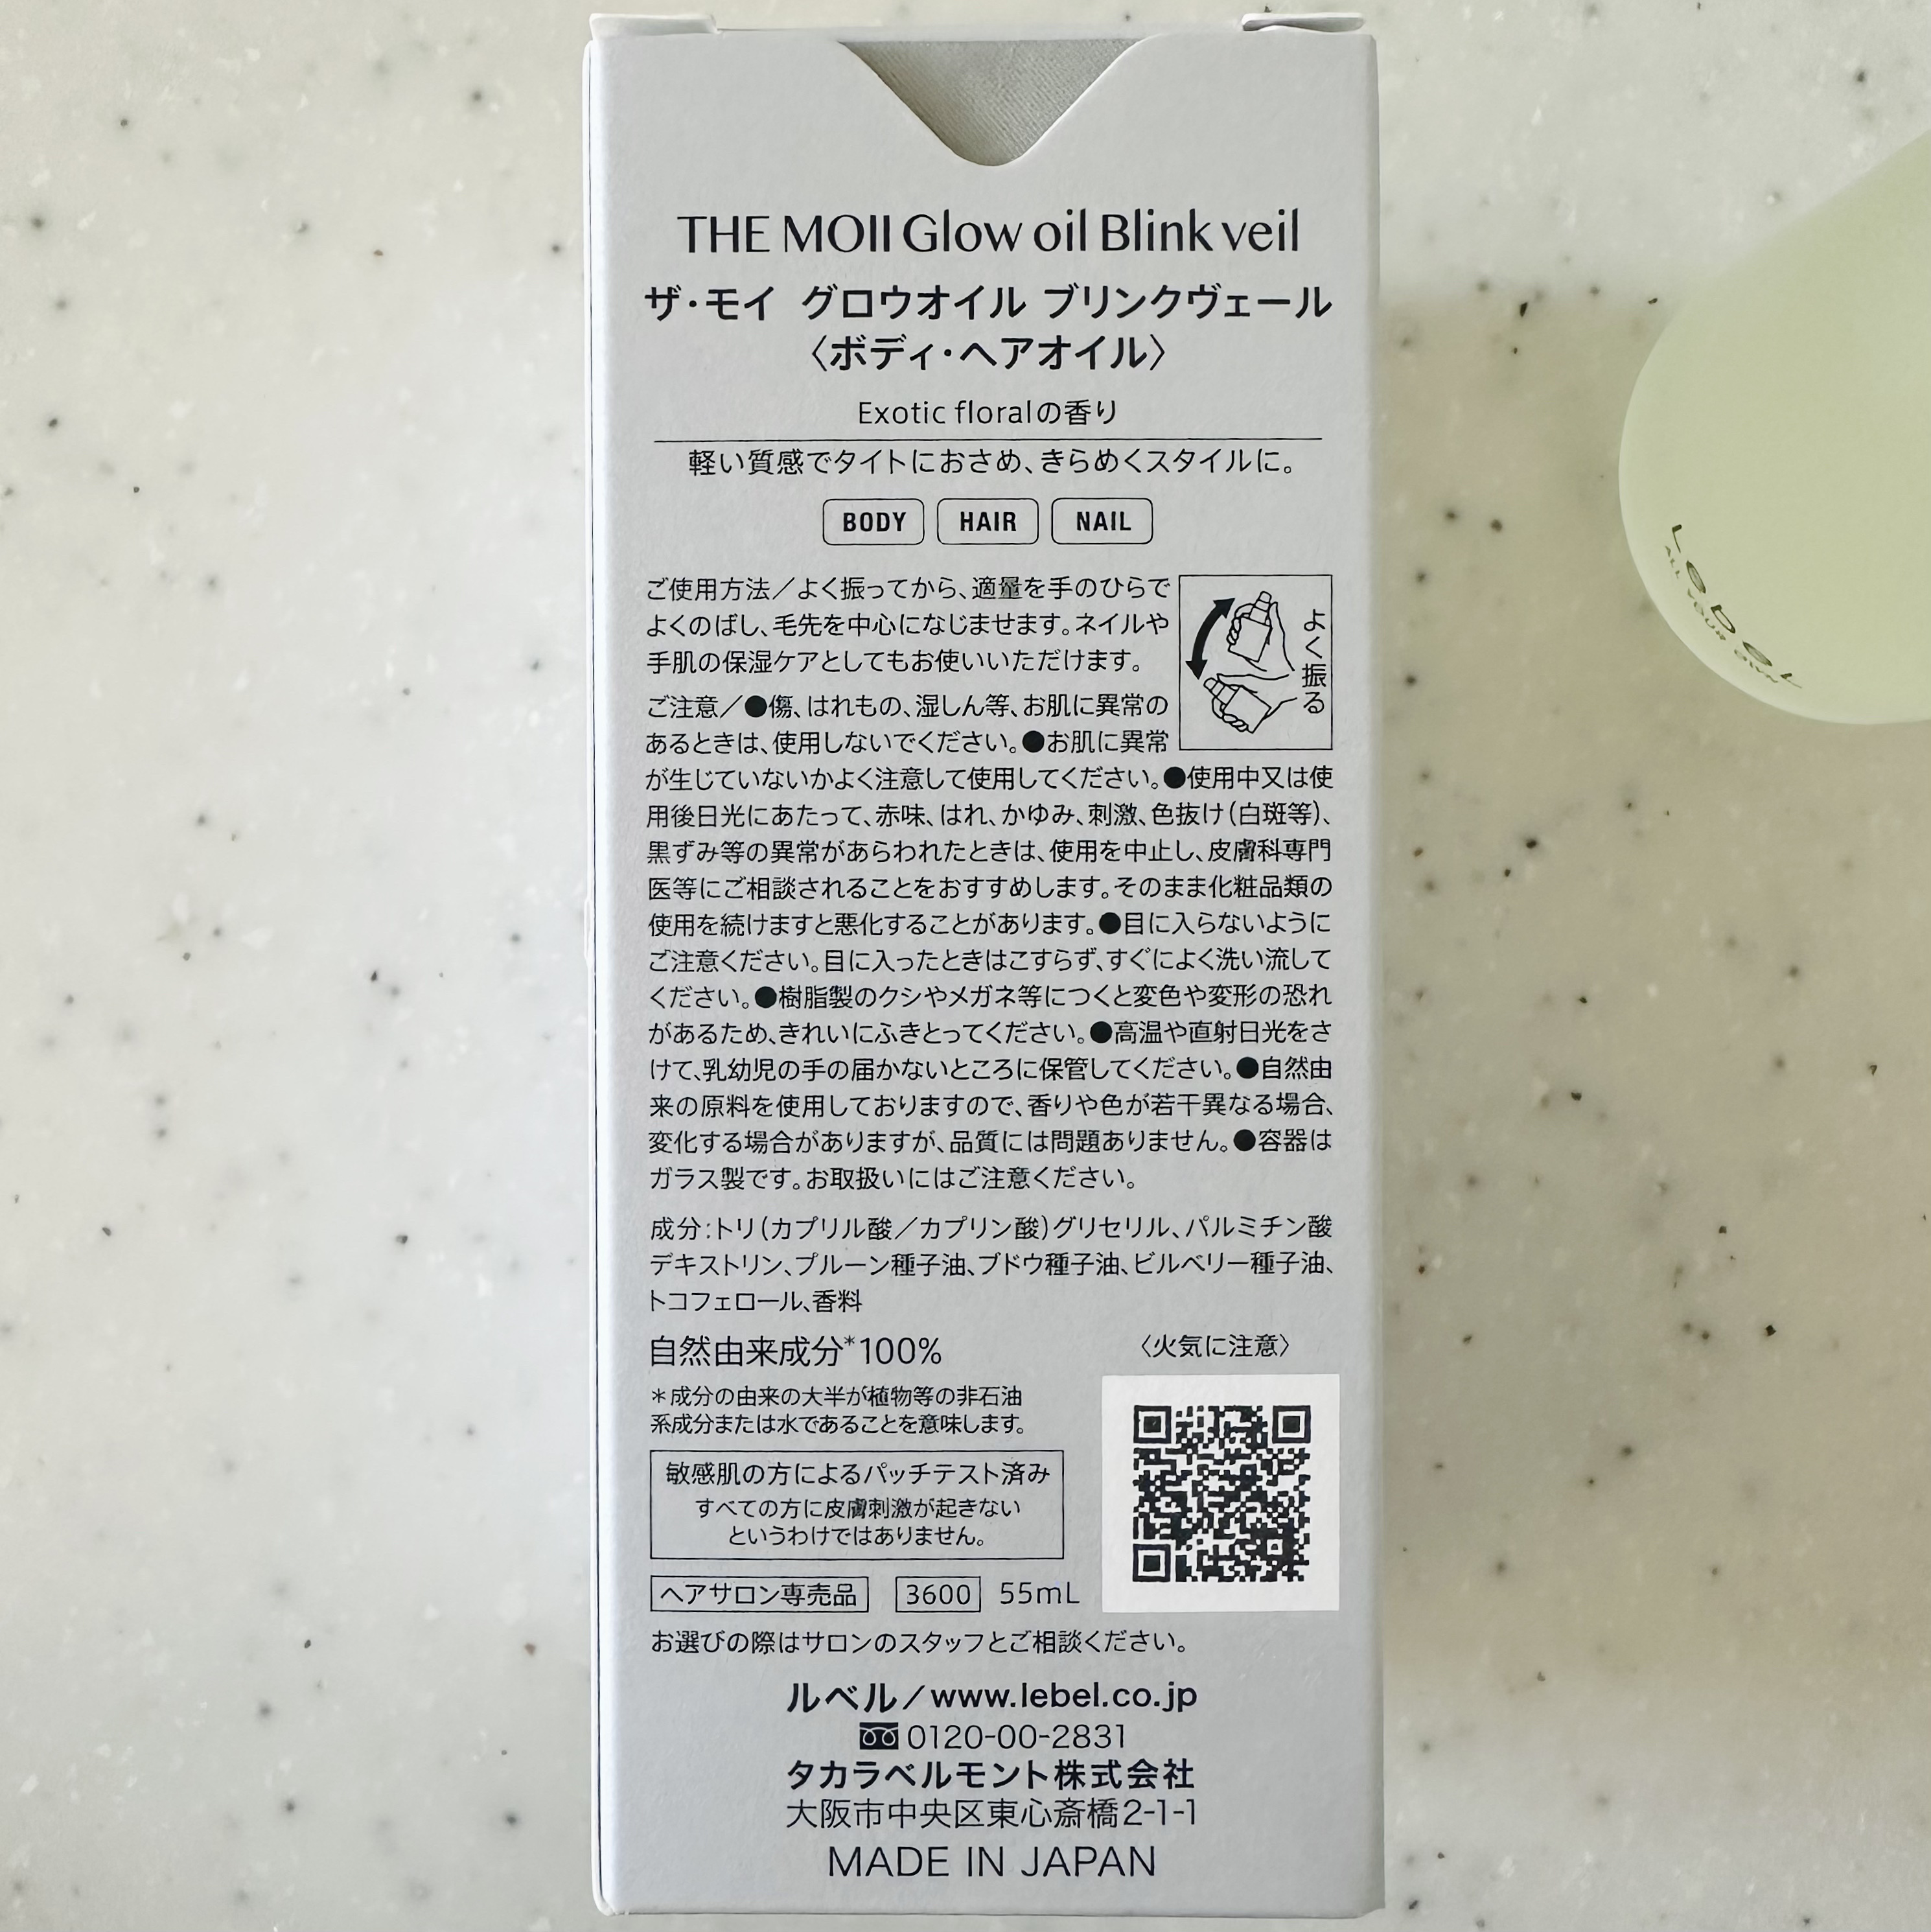 THE MOII Glow oil Blink veil
ザ・モイ グロウオイル ブリンクヴェール
〈ボディ・ヘアオイル〉
Exotic floralの香り
軽い質感でタイトにおさめ、きらめくスタイルに。
BODY HAIR NAIL
ご使用方法／よく振ってから、適量を手のひらで
よくのばし、毛先を中心になじませます。ネイルや
手肌の保湿ケアとしてもお使いいただけます。
よく振る
ご注意／●傷、はれもの、湿しん等、お肌に異常の
あるときは、使用しないでください。●お肌に異常
が生じていないかよく注意して使用してください。●使用中又は使
用後日光にあたって、赤味、はれ、かゆみ、刺激、色抜け(白斑等)、
黒ずみ等の異常があらわれたときは、使用を中止し、皮膚科専門
医等にご相談されることをおすすめします。そのまま化粧品類の
使用を続けますと悪化することがあります。●目に入らないように
ご注意ください。目に入ったときはこすらず、すぐによく洗い流して
ください。●樹脂製のクシやメガネ等につくと変色や変形の恐れ
があるため、きれいにふきとってください。●高温や直射日光をさ
けて、乳幼児の手の届かないところに保管してください。●自然由
来の原料を使用しておりますので、香りや色が若干異なる場合、
変化する場合がありますが、品質には問題ありません。●容器は
ガラス製です。お取扱いにはご注意ください。
成分:トリ(カプリル酸／カプリン酸)グリセリル、パルミチン酸
デキストリン、プルーン種子油、ブドウ種子油、ビルベリー種子油、
トコフェロール、香料
自然由来成分*100%
〈火気に注意〉
＊成分の由来の大半が植物等の非石油
系成分または水であることを意味します。
敏感肌の方によるパッチテスト済み
すべての方に皮膚刺激が起きない
というわけではありません。
ヘアサロン専売品 3600 55mL
お選びの際はサロンのスタッフとご相談ください。
ルベル／www.lebel.co.jp
0120-00-2831
タカラベルモント株式会社
大阪市中央区東心斎橋2-1-1
MADE IN JAPAN
Lebel